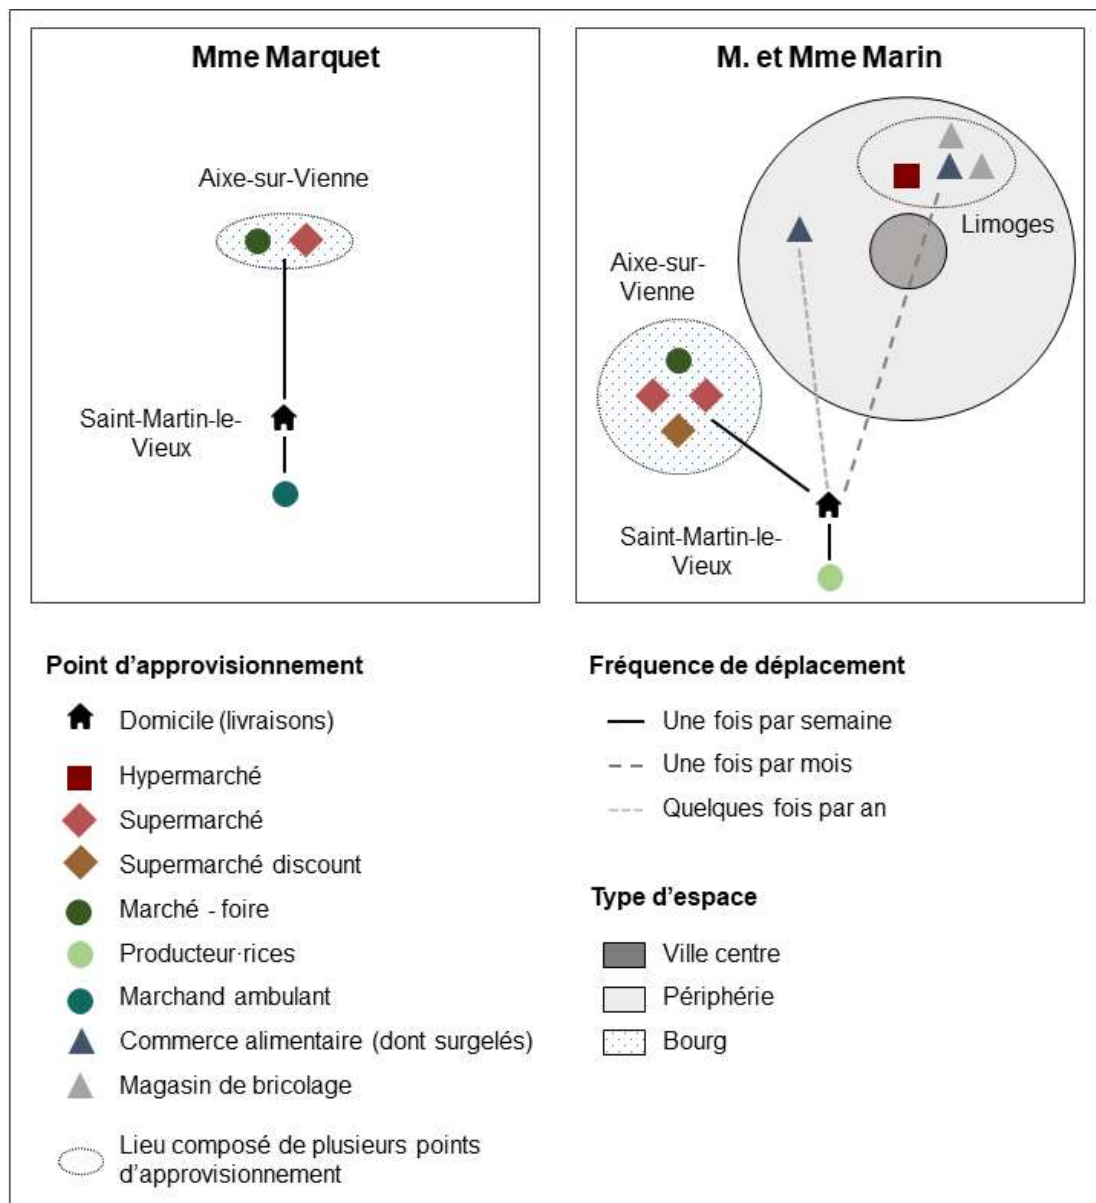 Mme Marquet
Aixe-sur-Vienne
Saint-Martin-le-
Vieux
M. et Mme Marin
Limoges
Aixe-sur-
Vienne
Saint-Martin-le-
Vieux
Point d’approvisionnement
Domicile (livraisons)
Hypermarché
Supermarché
Supermarché discount
Marché - foire
Producteur·rices
Marchand ambulant
Commerce alimentaire (dont surgelés)
Magasin de bricolage
Lieu composé de plusieurs points
d’approvisionnement
Fréquence de déplacement
Une fois par semaine
Une fois par mois
Quelques fois par an
Type d’espace
Ville centre
Périphérie
Bourg